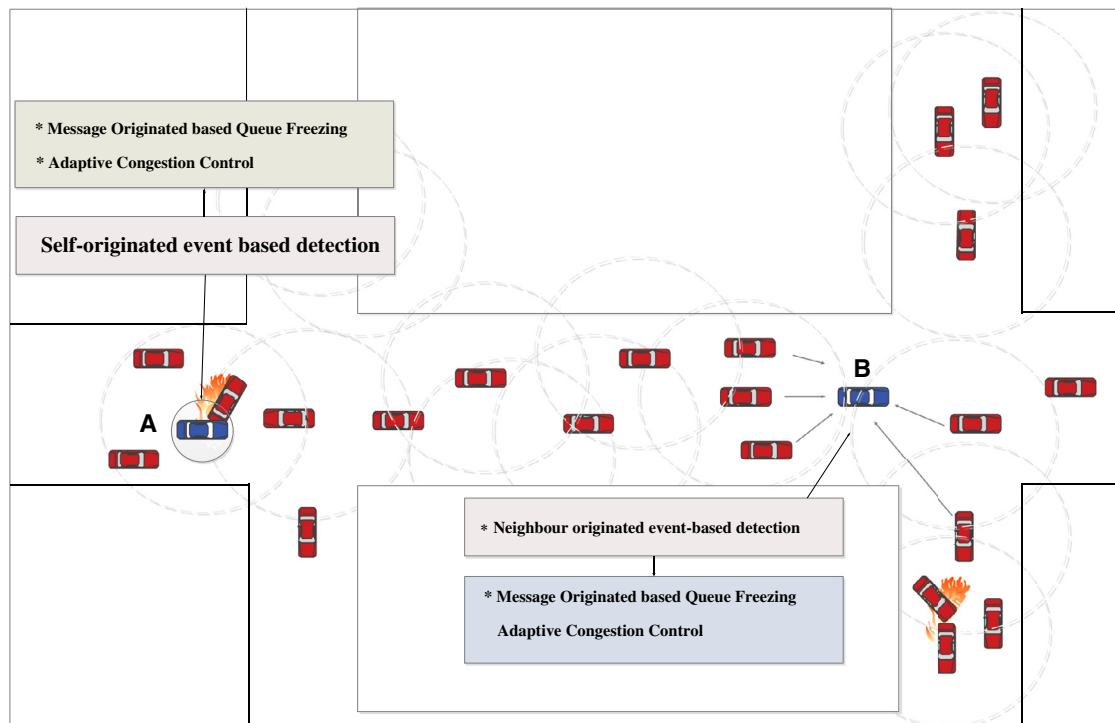 * Message Originated based Queue Freezing
* Adaptive Congestion Control
Self-originated event based detection
A
B
* Neighbour originated event-based detection
* Message Originated based Queue Freezing
Adaptive Congestion Control